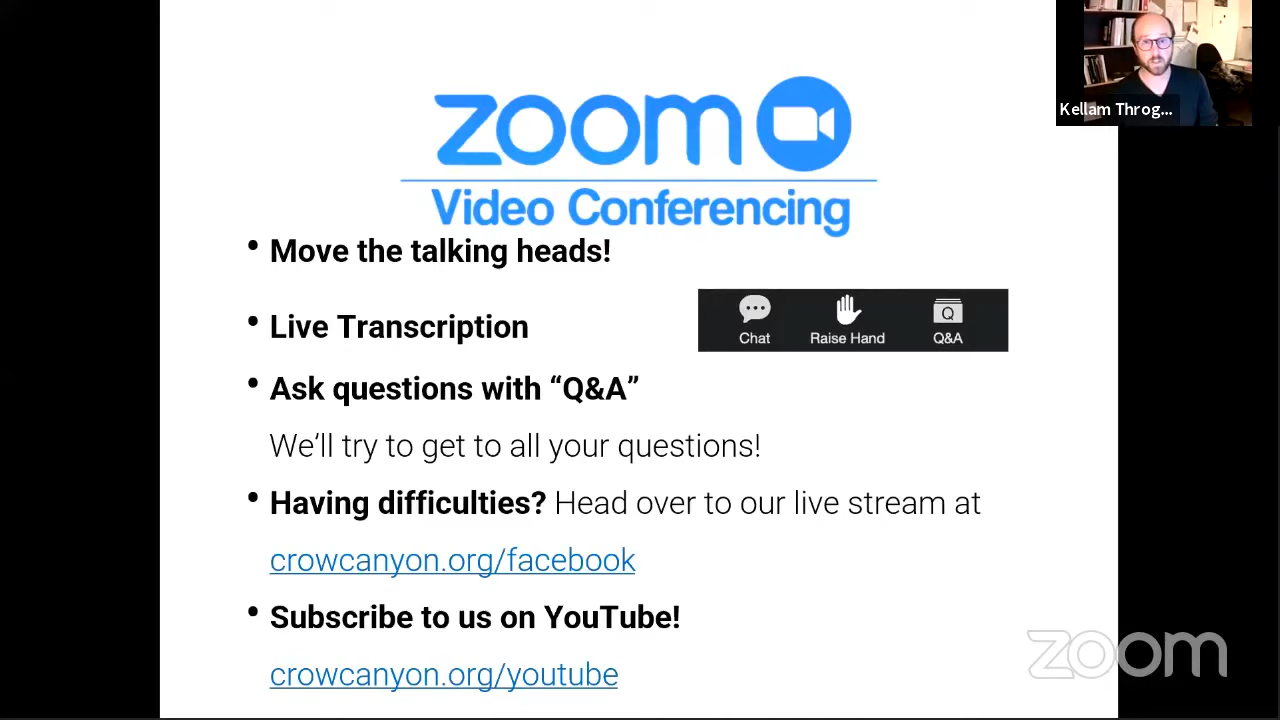 zoom
Video Conferencing
Kellam Throg...
• Move the talking heads!
• Live Transcription
Chat Raise Hand Q&A
• Ask questions with “Q&A”
We’ll try to get to all your questions!
• Having difficulties? Head over to our live stream at
crowcanyon.org/facebook
• Subscribe to us on YouTube!
crowcanyon.org/youtube
zoom